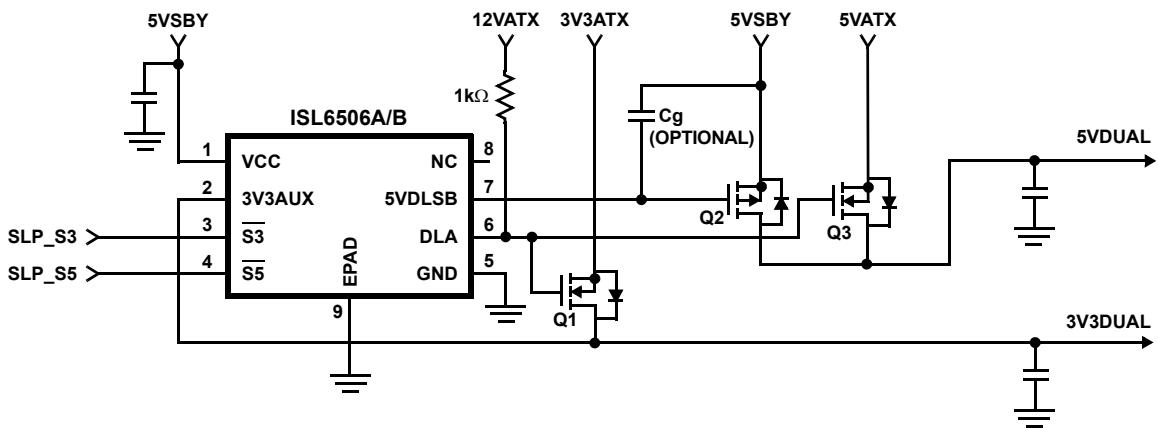 5VSBY
12VATX
3V3ATX
5VSBY
5VATX
1kΩ
Cg
(OPTIONAL)
ISL6506A/B
5VDUAL
1
VCC
NC
8
2
3V3AUX
5VDLSB
7
Q2
Q3
SLP_S3
3
S3
DLA
6
SLP_S5
4
S5
EPAD
GND
5
9
Q1
3V3DUAL